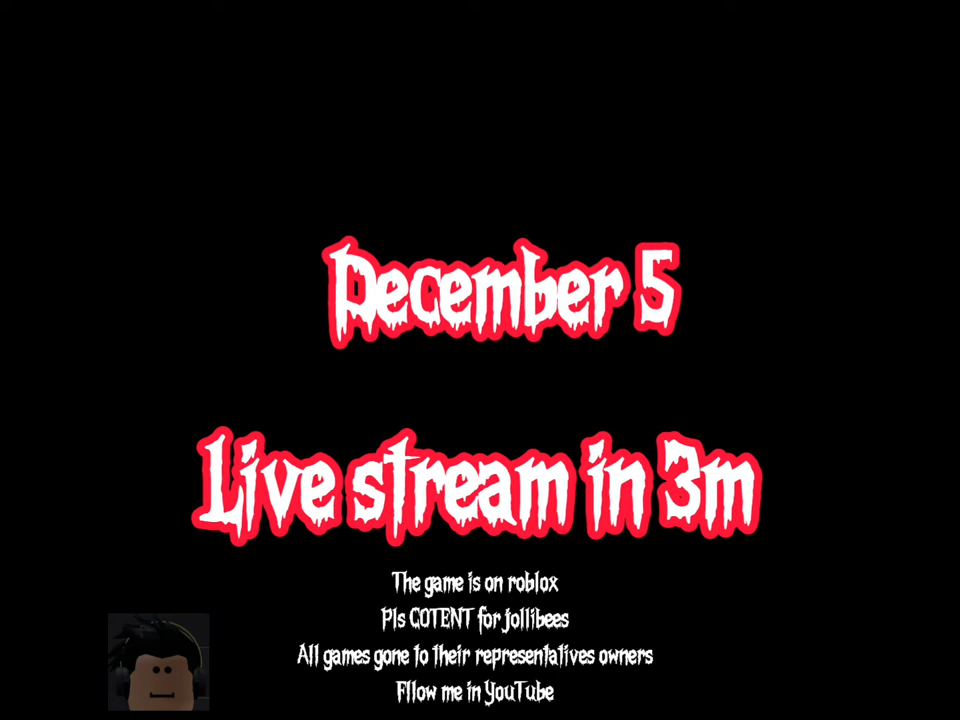 December 5
Live stream in 3m
The game is on roblox
Pls COTENT for jollibees
All games gone to their representatives owners
Fllow me in YouTube